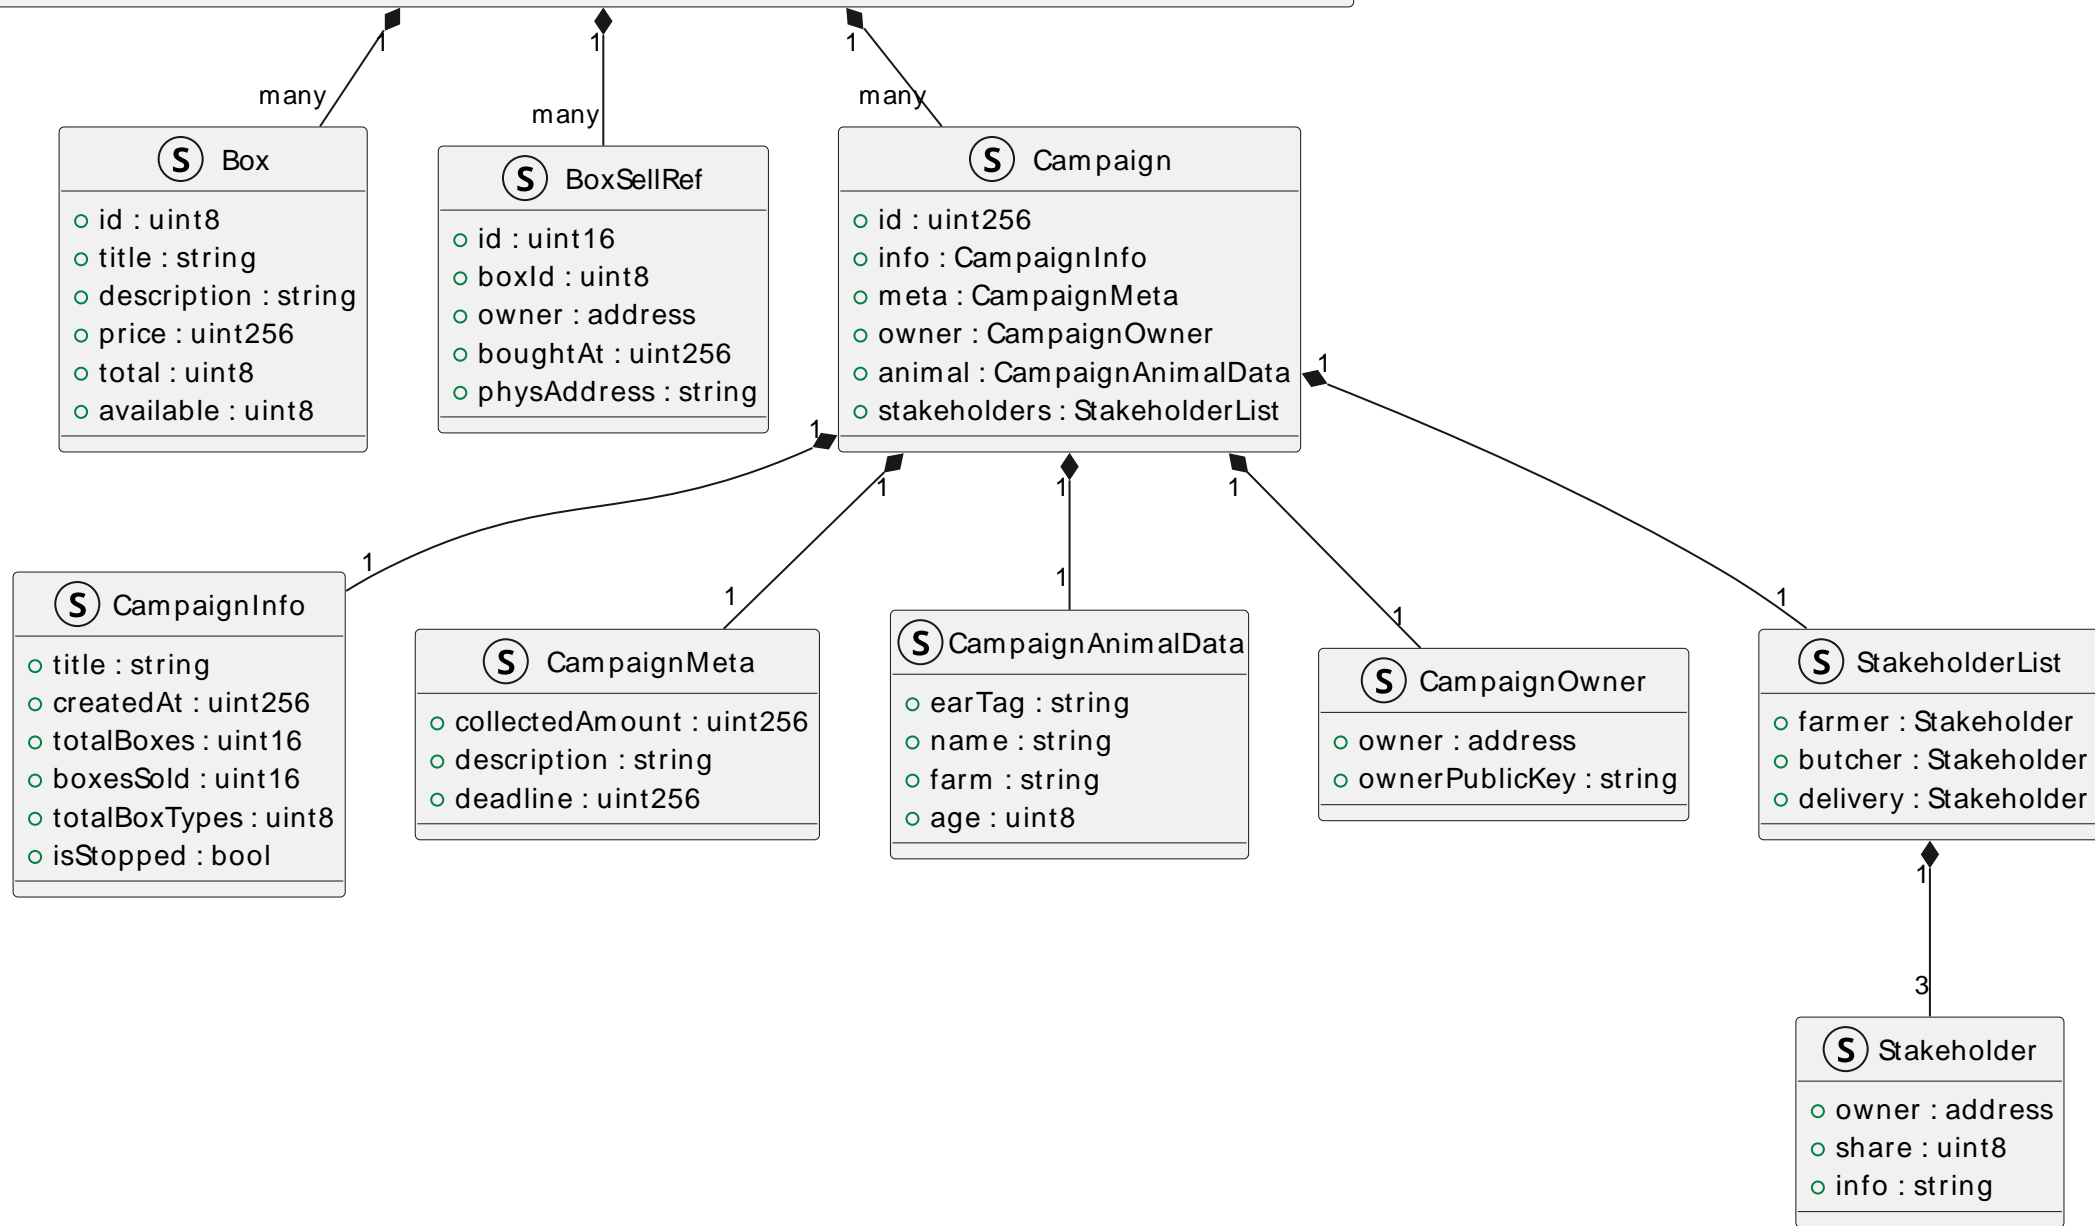 1
1
1
many
many
many
S Box
id : uint8
title : string
description : string
price : uint256
total : uint8
available : uint8
S BoxSellRef
id : uint16
boxId : uint8
owner : address
boughtAt : uint256
physAddress : string
S Campaign
id : uint256
info : CampaignInfo
meta : CampaignMeta
owner : CampaignOwner
animal : CampaignAnimalData
stakeholders : StakeholderList
1
1
1
1
1
1
1
1
1
1
S CampaignInfo
title : string
createdAt : uint256
totalBoxes : uint16
boxesSold : uint16
totalBoxTypes : uint8
isStopped : bool
S CampaignMeta
collectedAmount : uint256
description : string
deadline : uint256
S CampaignAnimalData
earTag : string
name : string
farm : string
age : uint8
S CampaignOwner
owner : address
ownerPublicKey : string
S StakeholderList
farmer : Stakeholder
butcher : Stakeholder
delivery : Stakeholder
1
3
S Stakeholder
owner : address
share : uint8
info : string